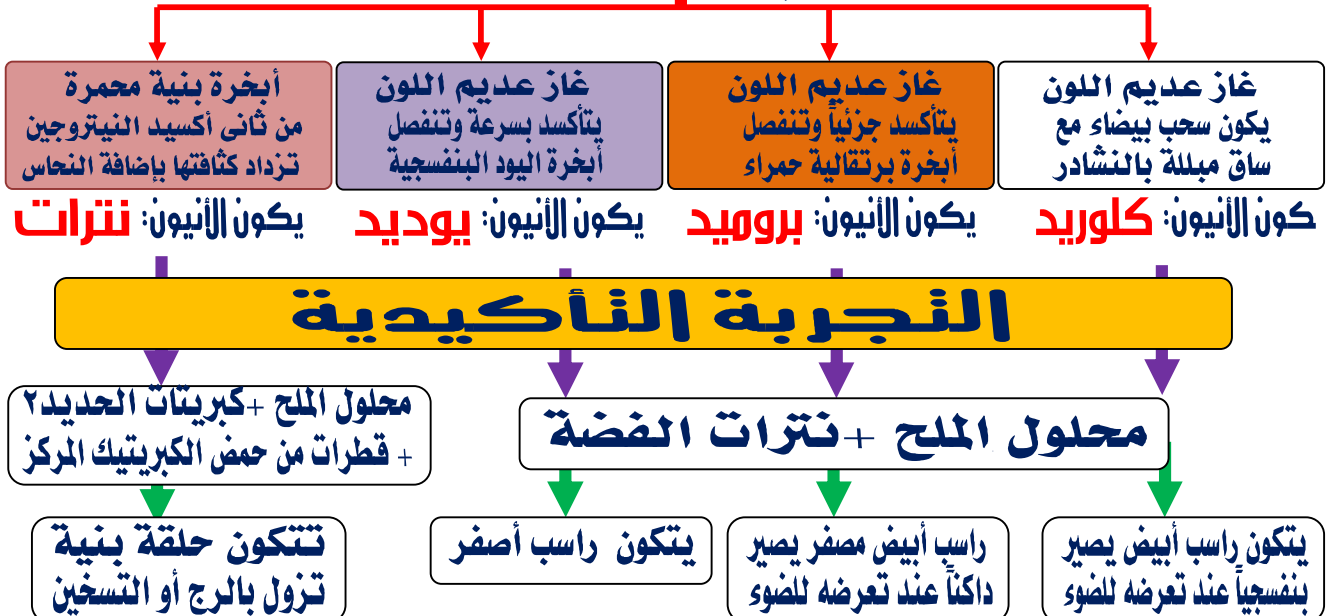 غاز عديم اللون
يكون سحب بيضاء مع
ساق مبللة بالنشادر
كون الأنيون: كلوريد
غاز عديم اللون
يتأكسد جزئياً وتنفصل
أبخرة برتقالية حمراء
يكون الأنيون: بروميد
غاز عديم اللون
يتأكسد بسرعة وتنفصل
أبخرة اليود البنفسجية
يكون الأنيون: يوديد
أبخرة بنية محمرة
من ثانى أكسيد النيتروجين
تزداد كثافتها بإضافة النحاس
يكون الأنيون: نترات
التجربة التأكيدية
محلول الملح + نترات الفضة
محلول الملح +كبريتات الحديد٢
+ قطرات من حمض الكبريتيك المركز
يتكون راسب أبيض يصير
بنفسجياً عند تعرضه للضوء
راسب أبيض مصفر يصير
داكناً عند تعرضه للضوء
يتكون راسب أصفر
تتكون حلقة بنية
تزول بالرج أو التسخين